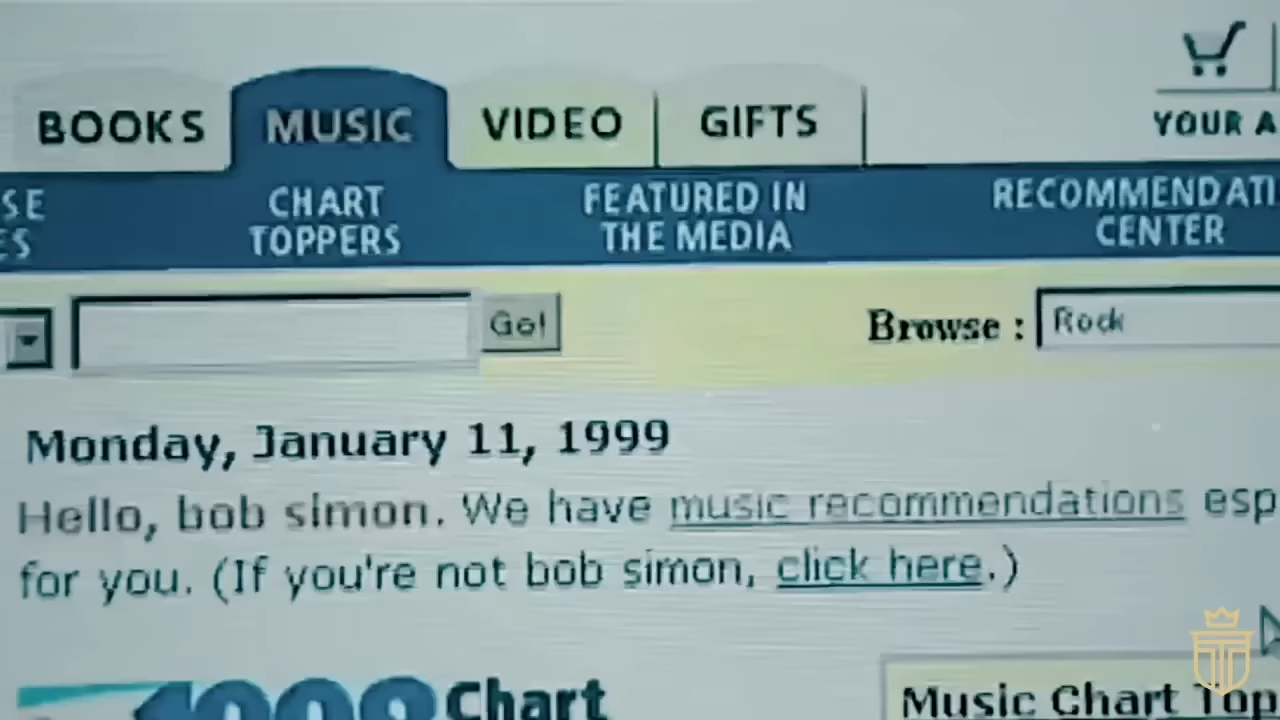 BOOKS MUSIC VIDEO GIFTS
YOUR A
SE CHART FEATURED IN RECOMMENDATI
ES TOPPERS THE MEDIA CENTER
Go! Browse : Rock
Monday, January 11, 1999
Hello, bob simon. We have music recommendations esp
for you. (If you're not bob simon, click here.)
1998 Chart
Music Chart Top